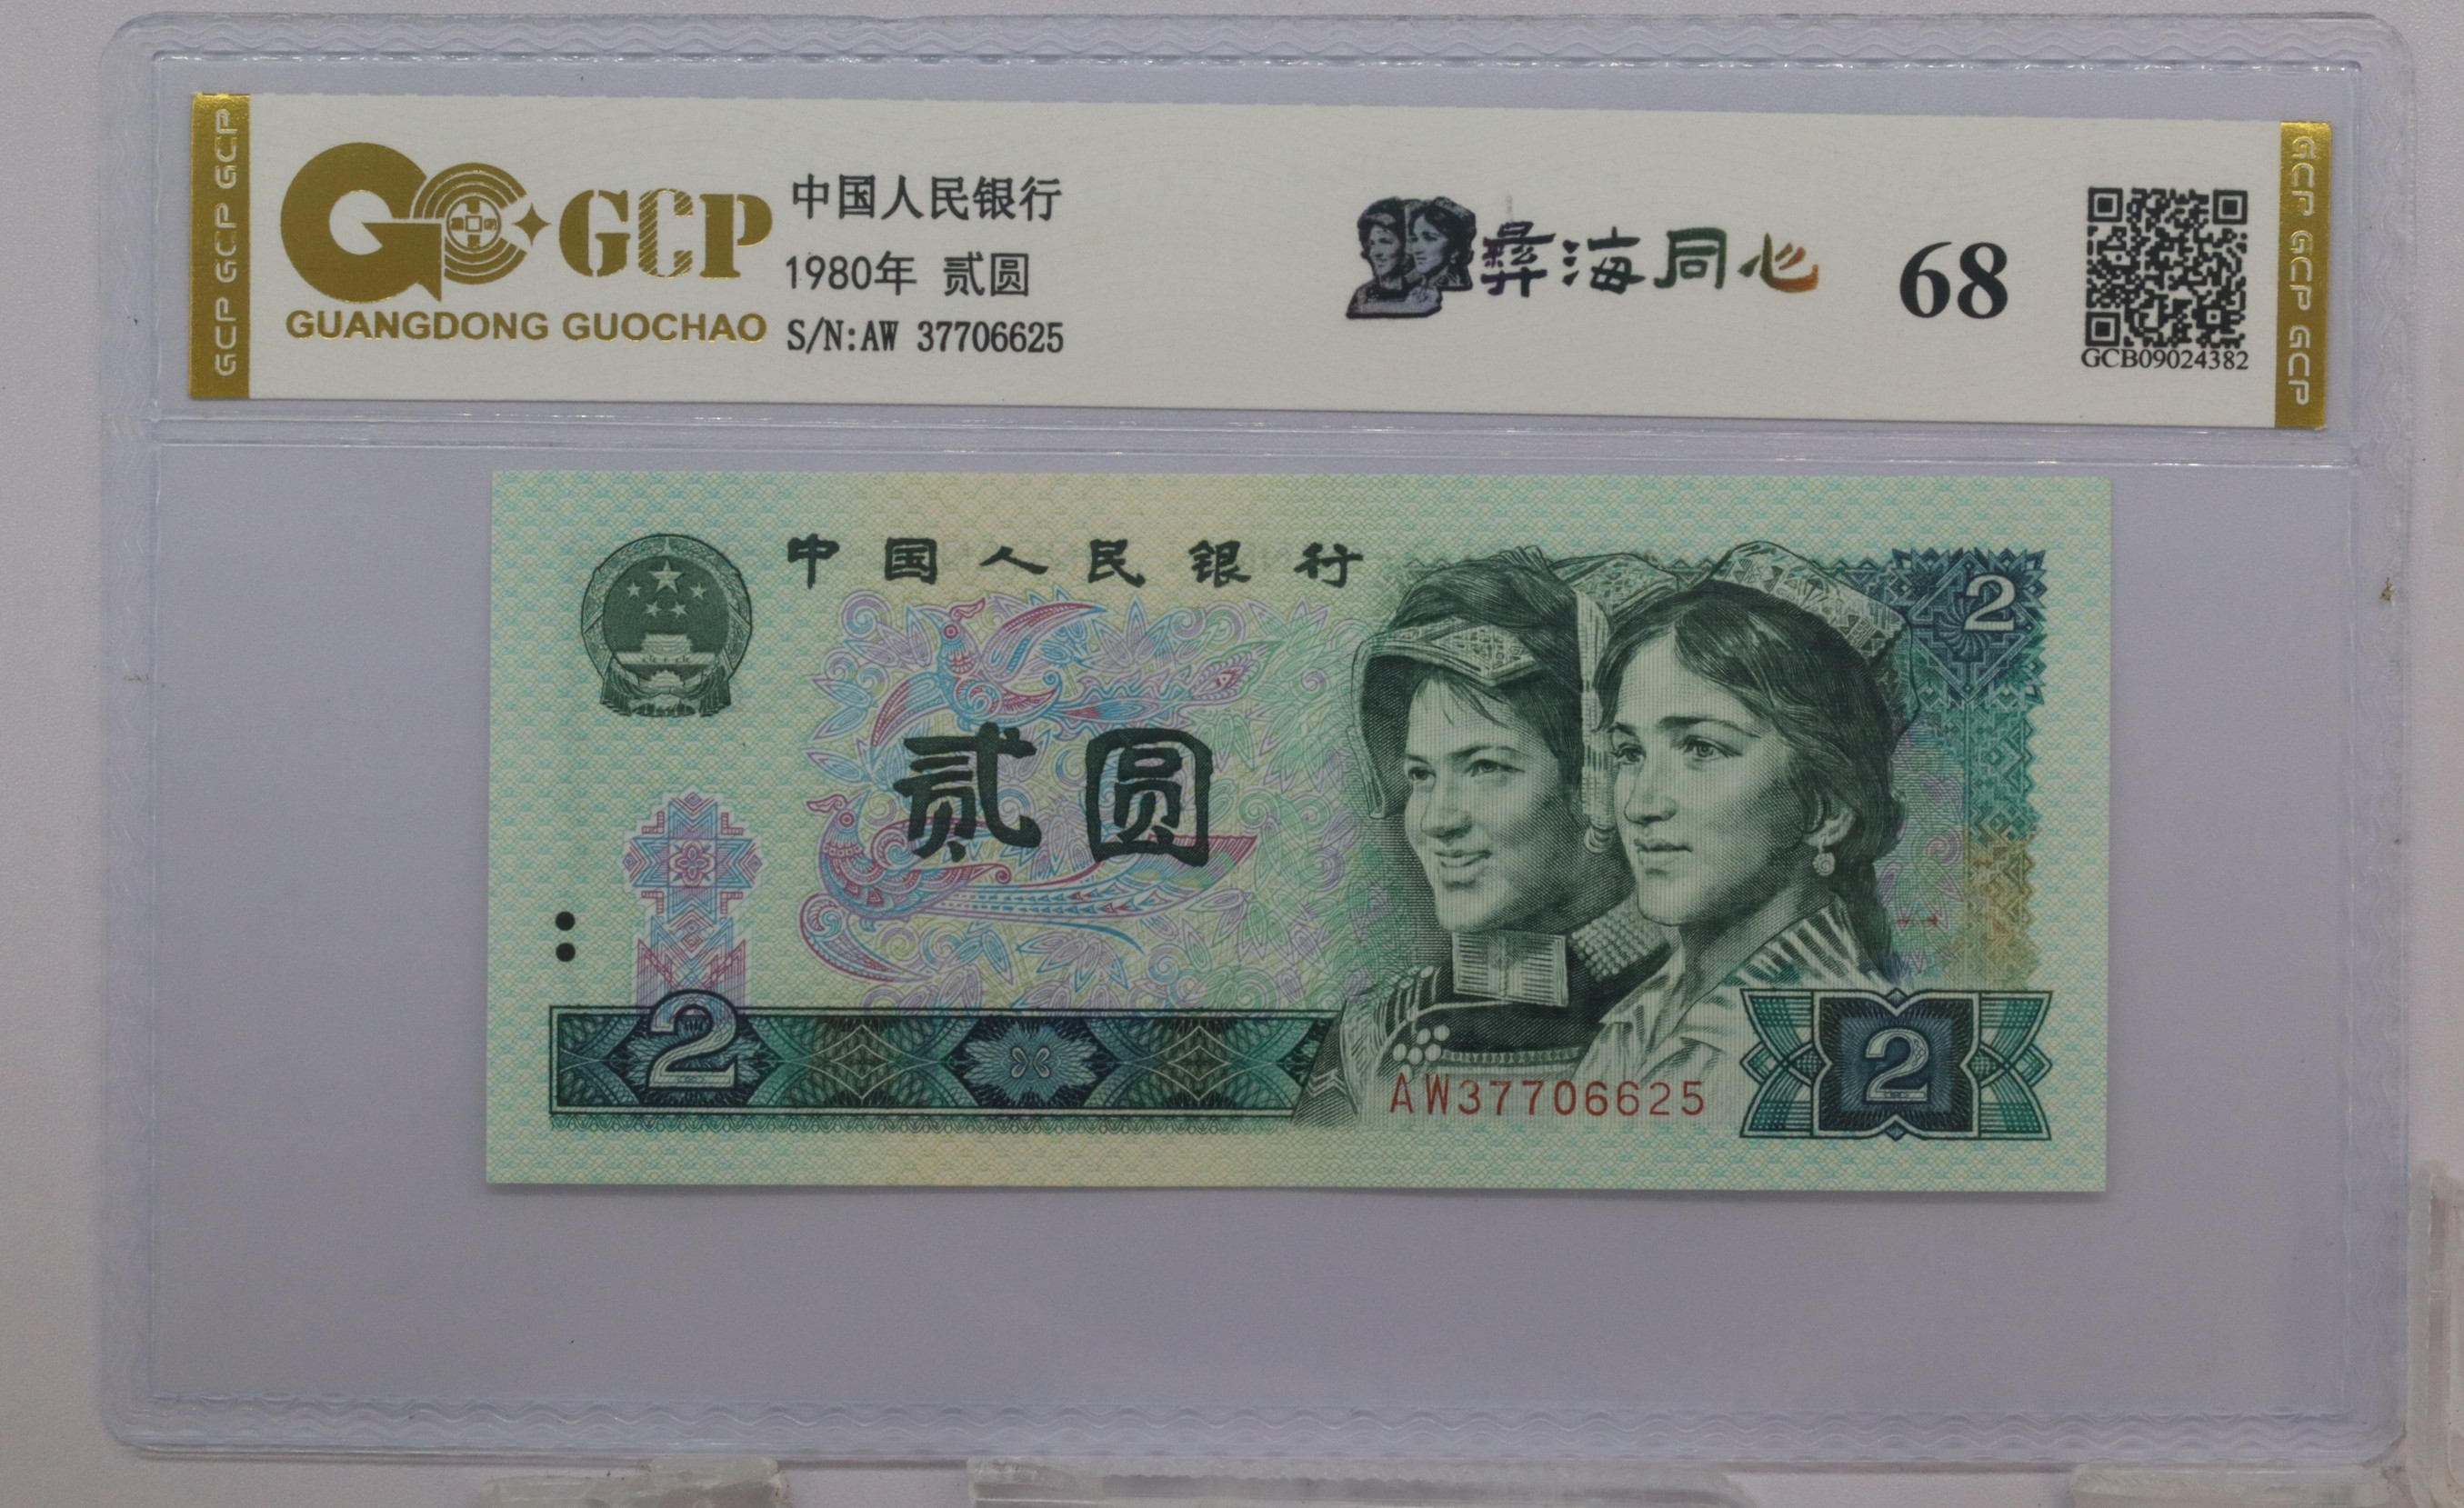 GCP GCP GCP
GCP
GUANGDONG GUOCHAO
中国人民银行
1980年 贰圆
S/N:AW 37706625
彝海同心
68
GCB09024382
GCP GCP GCP
中国人民银行
2
贰圆
2
AW37706625
2